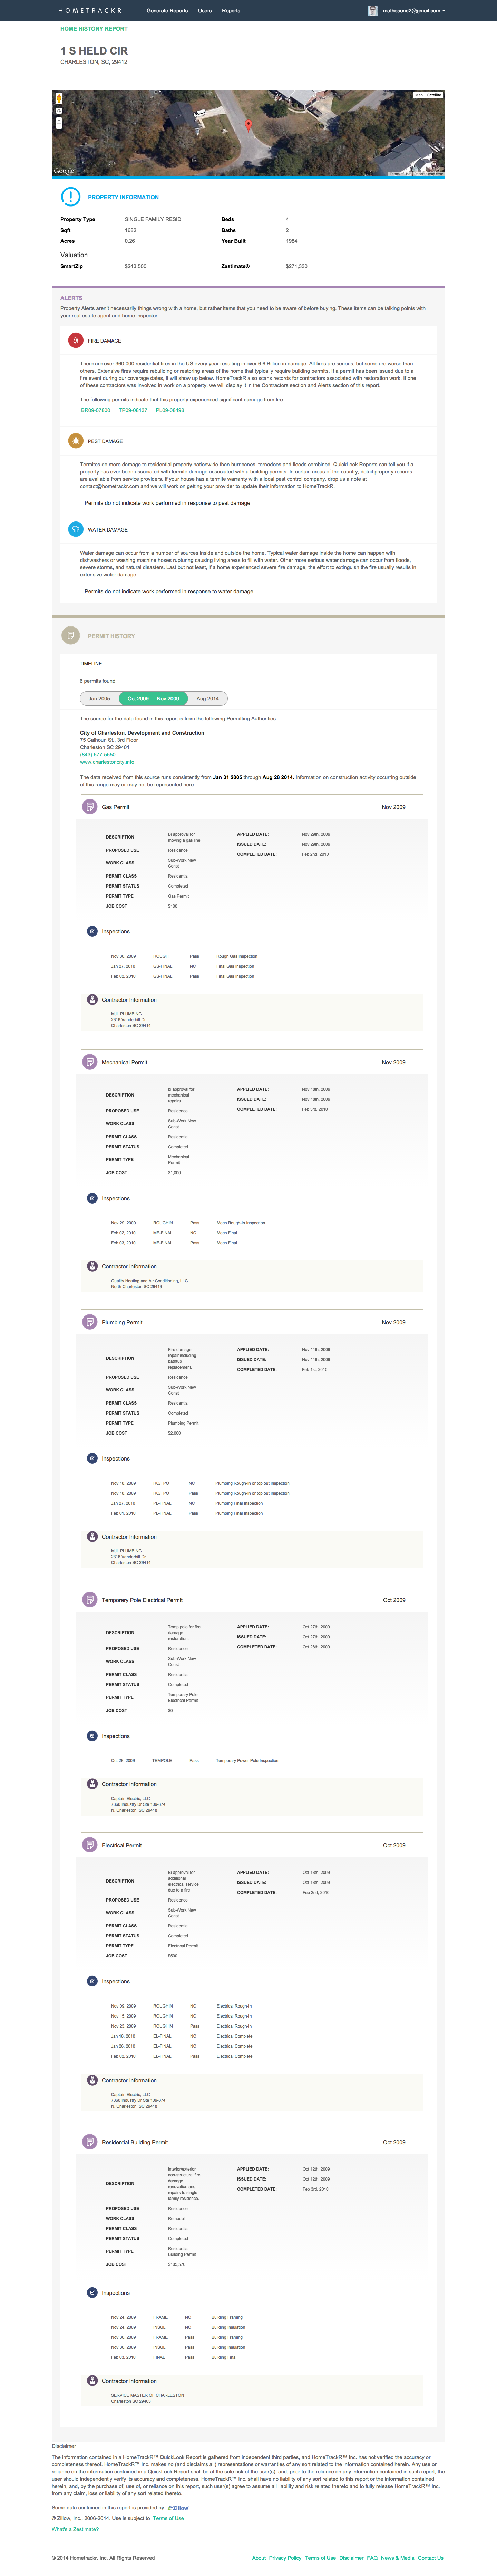 HOMETRACKR Generate Reports Users Reports mathesond2@gmail.com
HOME HISTORY REPORT
1 S HELD CIR
CHARLESTON, SC, 29412
Map Satellite
Google
PROPERTY INFORMATION
Property Type SINGLE FAMILY RESID Beds 4
Sqft 1682 Baths 2
Acres 0.26 Year Built 1984
Valuation
SmartZip $243,500 Zestimate® $271,330
ALERTS
Property Alerts aren't necessarily things wrong with a home, but rather items that you need to be aware of before buying. These items can be talking points with
your real estate agent and home inspector.
FIRE DAMAGE
There are over 360,000 residential fires in the US every year resulting in over 6.6 Billion in damage. All fires are serious, but some are worse than
others. Extensive fires require rebuilding or restoring areas of the home that typically require building permits. If a permit has been issued due to a
fire event during our coverage dates, it will show up below. HomeTrackR also scans records for contractors associated with restoration work. If one
of these contractors was involved in work on a property, we will display it in the Contractors section and Alerts section of this report.
The following permits indicate that this property experienced significant damage from fire.
BR09-07800 TP09-08137 PL09-08498
PEST DAMAGE
Termites do more damage to residential property nationwide than hurricanes, tornadoes and floods combined. QuickLook Reports can tell you if a
property has ever been associated with termite damage associated with a building permits. In certain areas of the country, detail property records
are available from service providers. If your house has a termite warranty with a local pest control company, drop us a note at
contact@hometrackr.com and we will work on getting your provider to update their information to HomeTrackR.
Permits do not indicate work performed in response to pest damage
WATER DAMAGE
Water damage can occur from a number of sources inside and outside the home. Typical water damage inside the home can happen with
dishwashers or washing machine hoses rupturing causing living areas to fill with water. Other more serious water damage can occur from floods,
severe storms, and natural disasters. Last but not least, if a home experienced severe fire damage, the effort to extinguish the fire usually results in
extensive water damage.
Permits do not indicate work performed in response to water damage
PERMIT HISTORY
TIMELINE
6 permits found
Jan 2005 Oct 2009 Nov 2009 Aug 2014
The source for the data found in this report is from the following Permitting Authorities:
City of Charleston, Development and Construction
75 Calhoun St., 3rd Floor
Charleston SC 29401
(843) 577-5550
www.charlestoncity.info
The data received from this source runs consistently from Jan 31 2005 through Aug 28 2014. Information on construction activity occurring outside
of this range may or may not be represented here.
Gas Permit Nov 2009
DESCRIPTION BI approval for moving a gas line
APPLIED DATE: Nov 29th, 2009
PROPOSED USE Residence
ISSUED DATE: Nov 29th, 2009
WORK CLASS Sub-Work New Const
COMPLETED DATE: Feb 2nd, 2010
PERMIT CLASS Residential
PERMIT STATUS Completed
PERMIT TYPE Gas Permit
JOB COST $100
Inspections
Nov 30, 2009 ROUGH Pass Rough Gas Inspection
Jan 27, 2010 GS-FINAL NC Final Gas Inspection
Feb 02, 2010 GS-FINAL Pass Final Gas Inspection
Contractor Information
MJL PLUMBING
2319 Vanderbilt Dr
Charleston SC 29414
Mechanical Permit Nov 2009
DESCRIPTION bi approval for mechanical repairs.
APPLIED DATE: Nov 18th, 2009
ISSUED DATE: Nov 18th, 2009
COMPLETED DATE: Feb 3rd, 2010
PROPOSED USE Residence
WORK CLASS Sub-Work New Const
PERMIT CLASS Residential
PERMIT STATUS Completed
PERMIT TYPE Mechanical Permit
JOB COST $1,000
Inspections
Nov 29, 2009 ROUGHIN Pass Mech Rough-In Inspection
Feb 02, 2010 ME-FINAL NC Mech Final
Feb 03, 2010 ME-FINAL Pass Mech Final
Contractor Information
Quality Heating and Air Conditioning, LLC
North Charleston SC 29418
Plumbing Permit Nov 2009
DESCRIPTION Fire damage repair including bathtub replacement.
APPLIED DATE: Nov 11th, 2009
ISSUED DATE: Nov 11th, 2009
COMPLETED DATE: Feb 1st, 2010
PROPOSED USE Residence
WORK CLASS Sub-Work New Const
PERMIT CLASS Residential
PERMIT STATUS Completed
PERMIT TYPE Plumbing Permit
JOB COST $2,000
Inspections
Nov 18, 2009 RO/TPO NC Plumbing Rough-in or top out Inspection
Nov 19, 2009 RO/TPO Pass Plumbing Rough-in or top out Inspection
Jan 27, 2010 PL-FINAL NC Plumbing Final Inspection
Feb 01, 2010 PL-FINAL Pass Plumbing Final Inspection
Contractor Information
MJL PLUMBING
2319 Vanderbilt Dr
Charleston SC 29414
Temporary Pole Electrical Permit Oct 2009
DESCRIPTION Temp pole for fire damage restoration
APPLIED DATE: Oct 27th, 2009
ISSUED DATE: Oct 27th, 2009
COMPLETED DATE: Oct 28th, 2009
PROPOSED USE Residence
WORK CLASS Sub-Work New Const
PERMIT CLASS Residential
PERMIT STATUS Completed
PERMIT TYPE Temporary Pole Electrical Permit
JOB COST $0
Inspections
Oct 28, 2009 TEMPOLE Pass Temporary Power Pole Inspection
Contractor Information
Captain Electric, LLC
7360 Industry Dr Ste 109-374
N. Charleston, SC 29418
Electrical Permit Oct 2009
DESCRIPTION BI approval for additional electrical service due to a fire
APPLIED DATE: Oct 18th, 2009
ISSUED DATE: Oct 18th, 2009
COMPLETED DATE: Feb 2nd, 2010
PROPOSED USE Residence
WORK CLASS Sub-Work New Const
PERMIT CLASS Residential
PERMIT STATUS Completed
PERMIT TYPE Electrical Permit
JOB COST $500
Inspections
Nov 09, 2009 ROUGHIN NC Electrical Rough-In
Nov 15, 2009 ROUGHIN NC Electrical Rough-In
Nov 23, 2009 ROUGHIN Pass Electrical Rough-In
Jan 18, 2010 EL-FINAL NC Electrical Complete
Jan 28, 2010 EL-FINAL NC Electrical Complete
Feb 02, 2010 EL-FINAL Pass Electrical Complete
Contractor Information
Captain Electric, LLC
7360 Industry Dr Ste 109-374
N. Charleston, SC 29418
Residential Building Permit Oct 2009
DESCRIPTION Interior/exterior non-structural fire damage renovation and repairs to single family residence.
APPLIED DATE: Oct 12th, 2009
ISSUED DATE: Oct 12th, 2009
COMPLETED DATE: Feb 3rd, 2010
PROPOSED USE Residence
WORK CLASS Remodel
PERMIT CLASS Residential
PERMIT STATUS Completed
PERMIT TYPE Residential Building Permit
JOB COST $105,570
Inspections
Nov 24, 2009 FRAME NC Building Framing
Nov 24, 2009 INSUL NC Building Insulation
Nov 30, 2009 FRAME Pass Building Framing
Nov 30, 2009 INSUL Pass Building Insulation
Feb 03, 2010 FINAL Pass Building Final
Contractor Information
SERVICE MASTER OF CHARLESTON
Charleston SC 29403
Disclaimer
The information contained in a HomeTrackR™ QuickLook Report is gathered from independent third parties, and HomeTrackR™ Inc. has not verified the accuracy or
completeness thereof. HomeTrackR™ Inc. makes no (and disclaims all) representations or warranties of any sort related to the information contained therein. Any use or
reliance on the information contained in a QuickLook Report shall be at the sole risk of the user(s), and, prior to the reliance on any information contained in such report, the
user should independently verify its accuracy and completeness. HomeTrackR™ Inc. shall have no liability of any sort related to this report or the information contained
herein, and, by the purchase of, use of, or reliance on this report, such user(s) agree to assume all liability and risk related thereto and to fully release HomeTrackR™ Inc.
from any claim, loss or liability of any sort related thereto.
Some data contained in this report is provided by Zillow
© Zillow, Inc., 2006-2014. Use is subject to Terms of Use
What's a Zestimate?
© 2014 Hometrackr, Inc. All Rights Reserved About Privacy Policy Terms of Use Disclaimer FAQ News & Media Contact Us